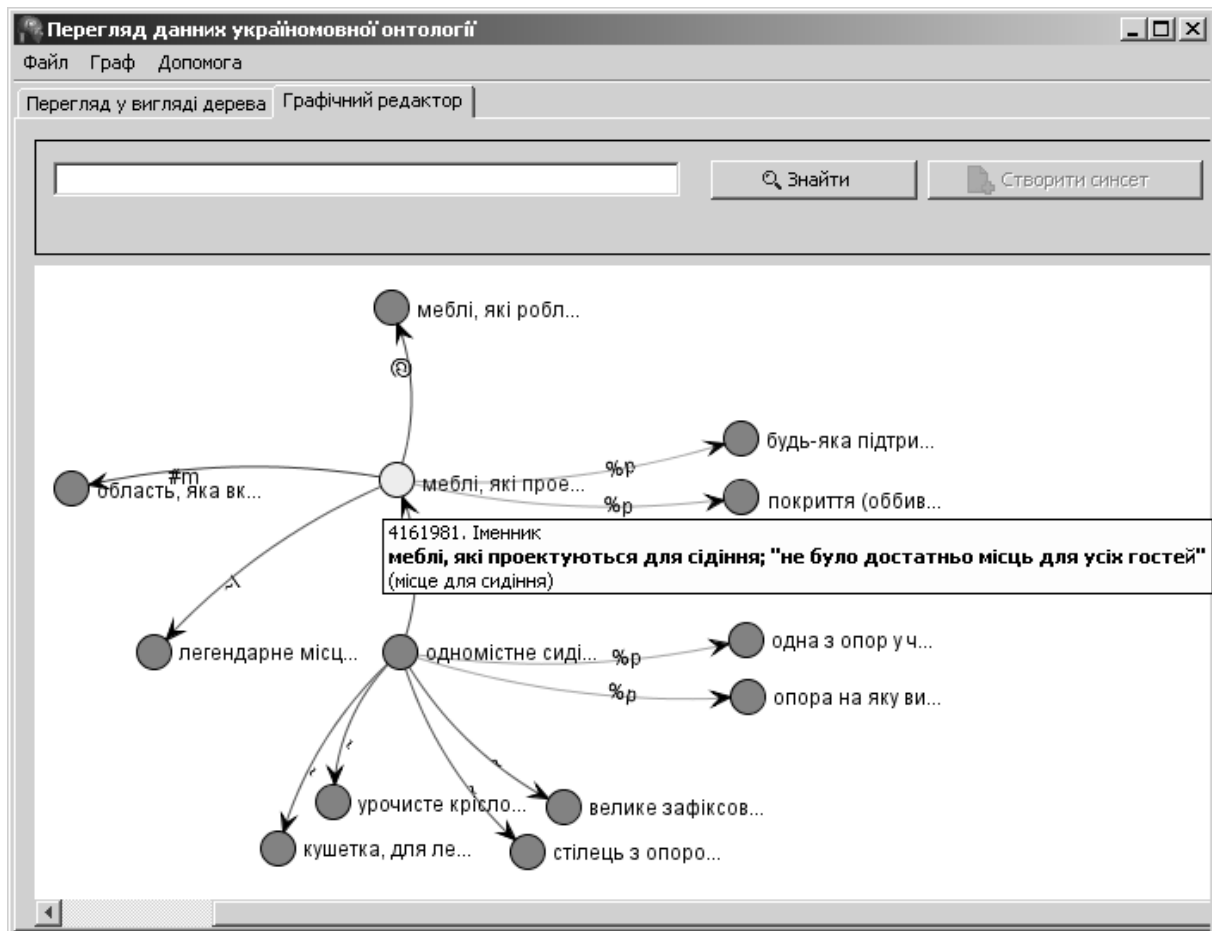 Перегляд данних україномовної онтології
Файл Граф Допомога
Перегляд у вигляді дерева Графічний редактор
Знайти Створити синсет
меблі, які робл...
@
будь-яка підтри...
%p
#m
область, яка вк...
меблі, які прое...
%p
покриття (оббив...
4161981. Іменник
меблі, які проектуються для сідіння; "не було достатньо місць для усіх гостей"
(місце для сидіння)
легендарне місц...
одномістне сиді...
%p
одна з опор у ч...
%p
опора на яку ви...
~
~
~
~
урочисте крісло...
велике зафіксов...
кушетка, для ле...
стілець з опоро...